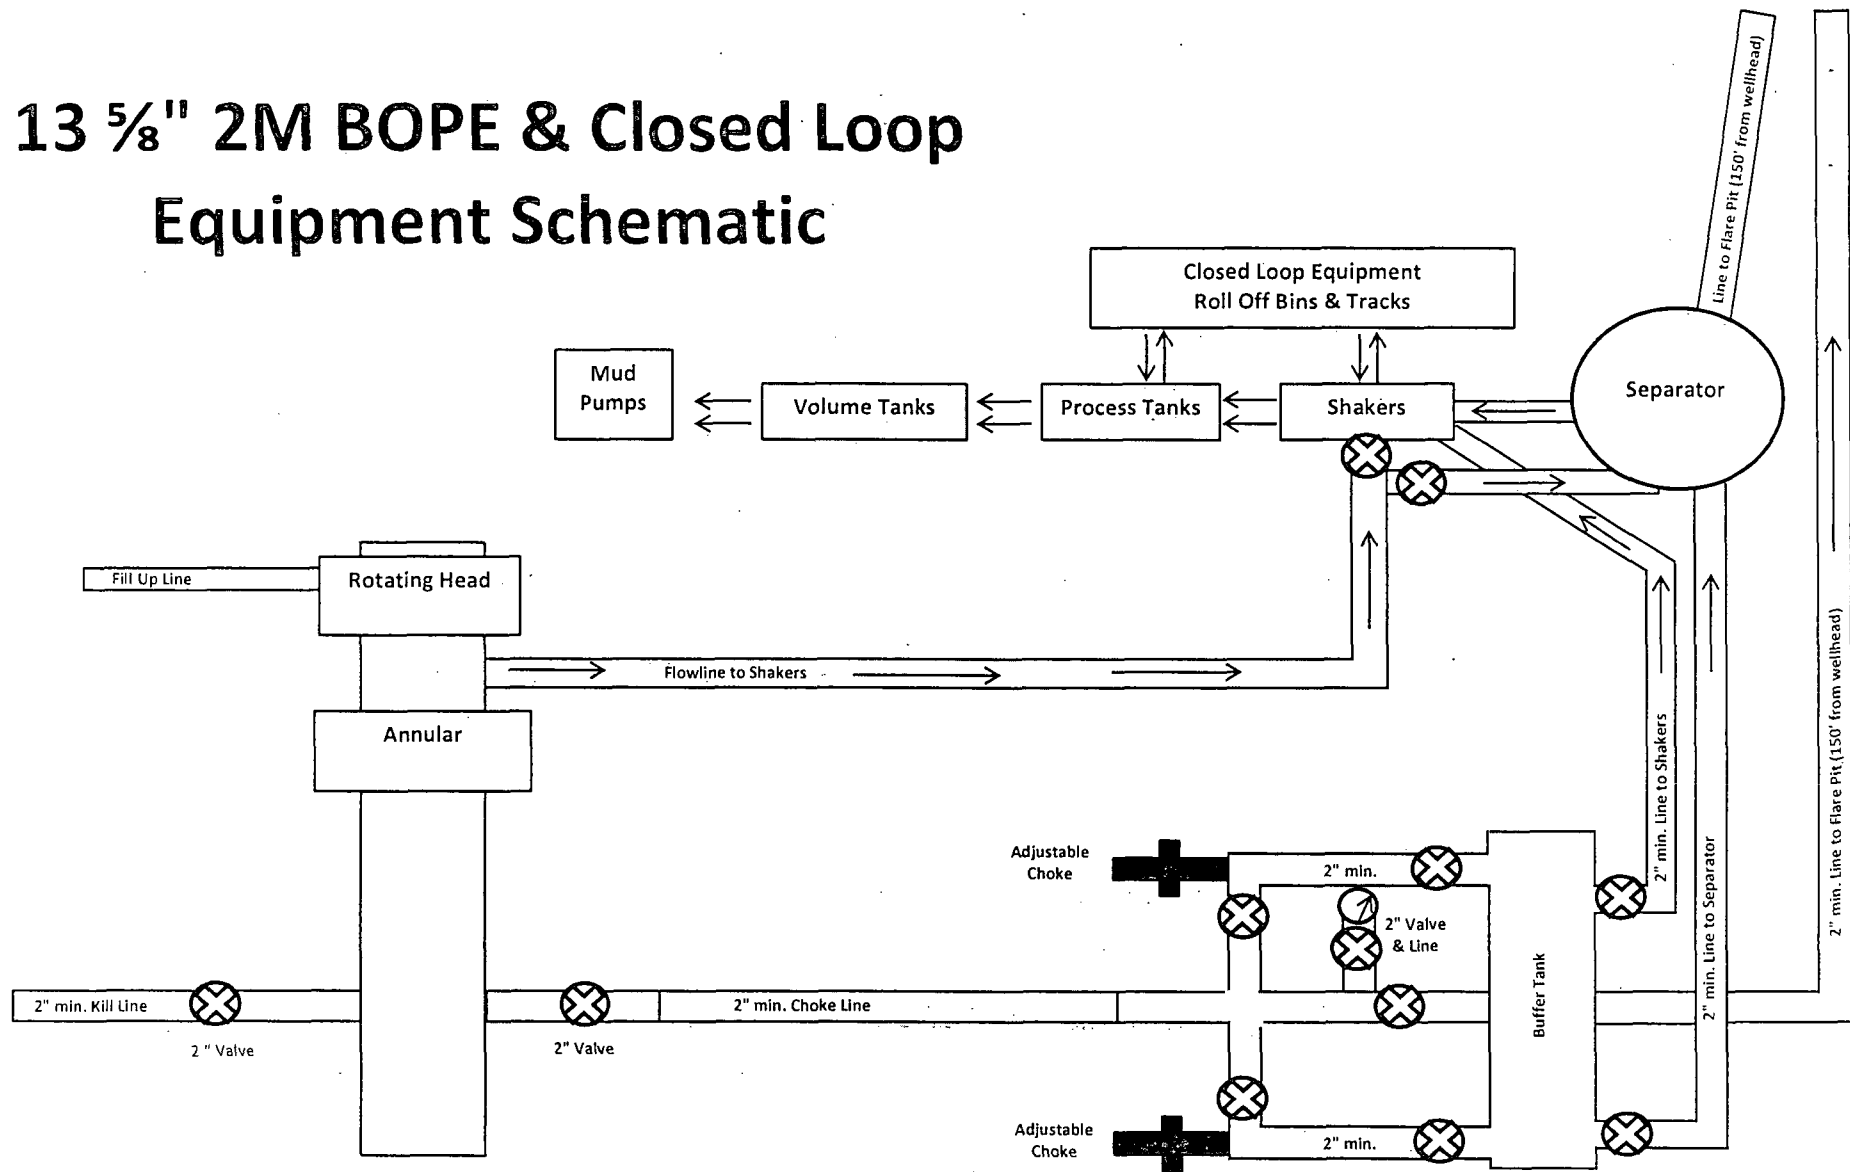 13 ⅝" 2M BOPE & Closed Loop
Equipment Schematic
Line to Flare Pit (150' from wellhead)
Closed Loop Equipment
Roll Off Bins & Tracks
Mud
Pumps
Volume Tanks
Process Tanks
Shakers
Separator
Fill Up Line
Rotating Head
Flowline to Shakers
Annular
2" min. Line to Shakers
2" min. Line to Separator
2" min. Line to Flare Pit (150' from wellhead)
Adjustable
Choke
2" min.
2" Valve
& Line
Buffer Tank
2" min. Kill Line
2" min. Choke Line
2 " Valve
2" Valve
Adjustable
Choke
2" min.